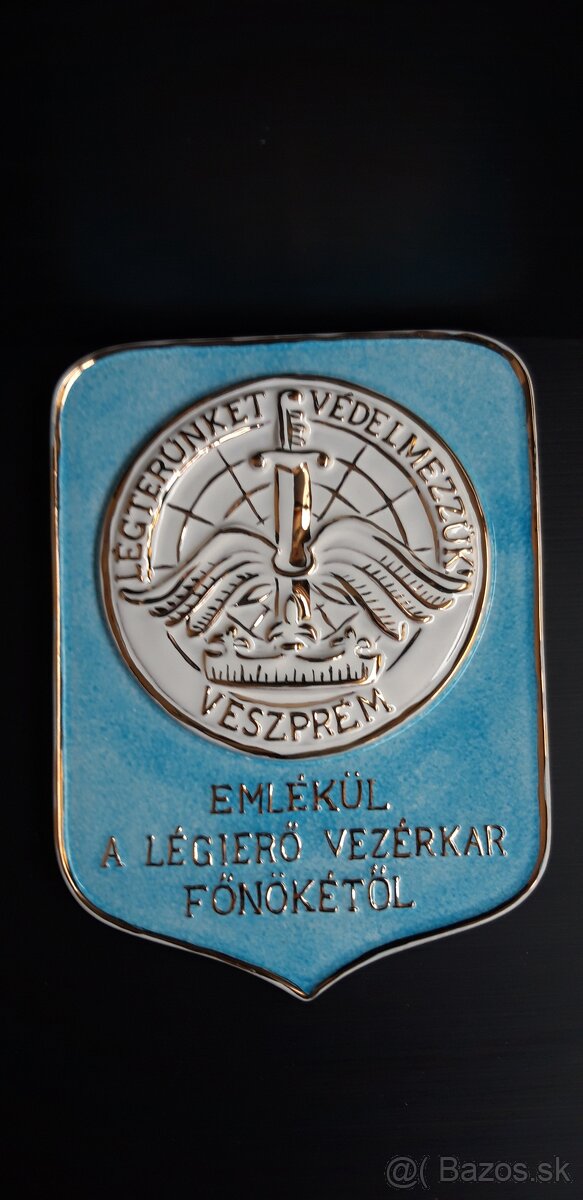 LÉGTERÜNKET VÉDELMEZZÜK
VESZPRÉM
EMLÉKÜL
A LÉGIERŐ VEZÉRKAR
FŐNÖKÉTŐL
@( Bazos.sk